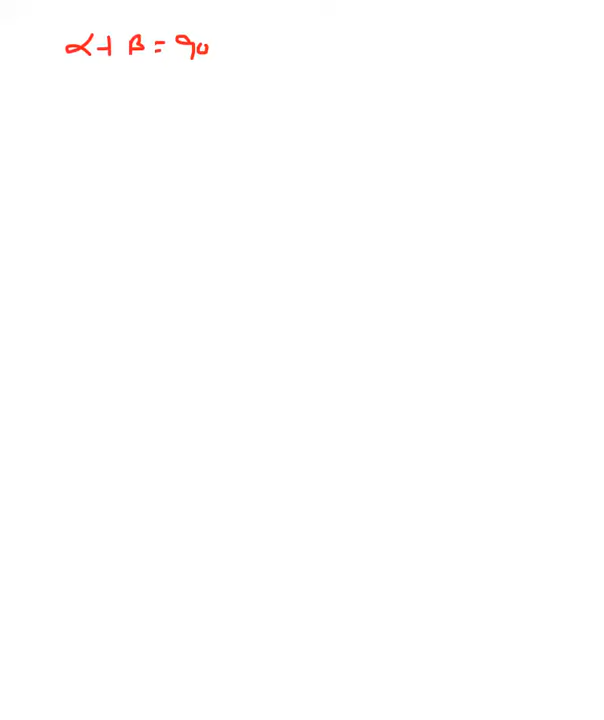 α + β = 90